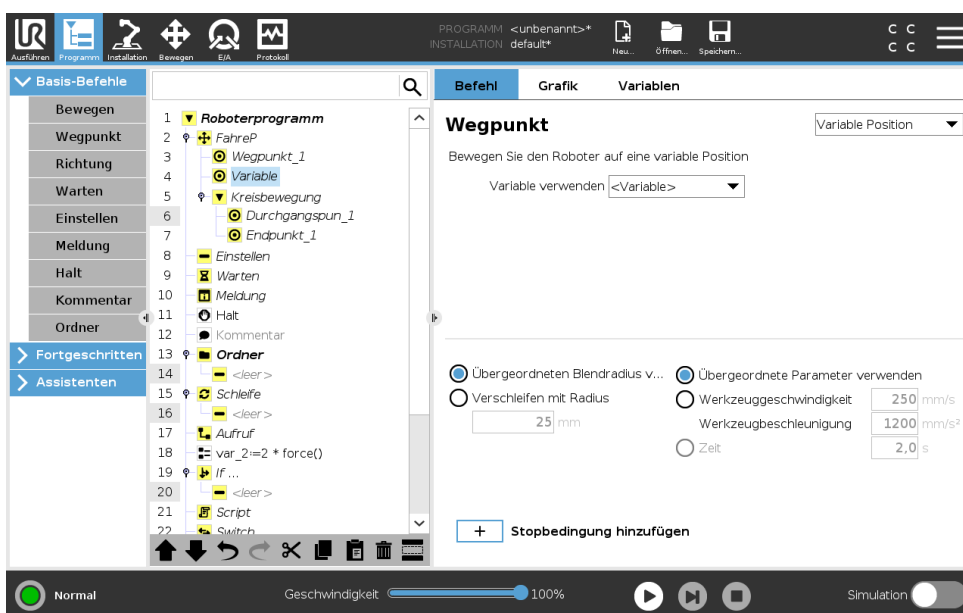 PROGRAMM <unbenannt>*
INSTALLATION default*
Ausführen Programm Installation Bewegen E/A Protokoll Neu... Öffnen... Speichern...
C C
C C
Basis-Befehle
Bewegen
Wegpunkt
Richtung
Warten
Einstellen
Meldung
Halt
Kommentar
Ordner
Fortgeschritten
Assistenten
1 Roboterprogramm
2 FahreP
3 Wegpunkt_1
4 Variable
5 Kreisbewegung
6 Durchgangspun_1
7 Endpunkt_1
8 Einstellen
9 Warten
10 Meldung
11 Halt
12 Kommentar
13 Ordner
14 <leer>
15 Schleife
16 <leer>
17 Aufruf
18 var_2:=2 * force()
19 If ...
20 <leer>
21 Script
22 Switch
Befehl Grafik Variablen
Wegpunkt
Variable Position
Bewegen Sie den Roboter auf eine variable Position
Variable verwenden <Variable>
Übergeordneten Blendradius v...
Verschleifen mit Radius
25 mm
Übergeordnete Parameter verwenden
Werkzeuggeschwindigkeit 250 mm/s
Werkzeugbeschleunigung 1200 mm/s²
Zeit 2,0 s
+ Stopbedingung hinzufügen
Normal
Geschwindigkeit 100%
Simulation